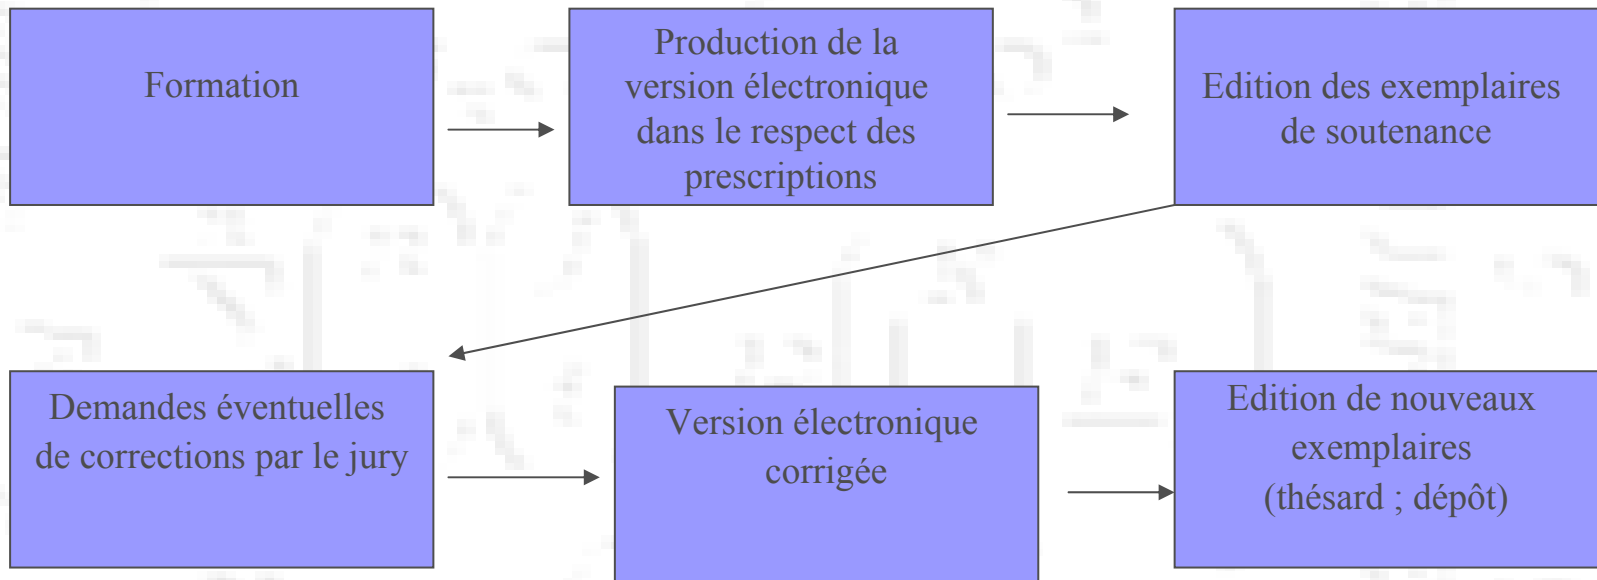 Formation
Production de la
version électronique
dans le respect des
prescriptions
Edition des exemplaires
de soutenance
Demandes éventuelles
de corrections par le jury
Version électronique
corrigée
Edition de nouveaux
exemplaires
(thésard ; dépôt)